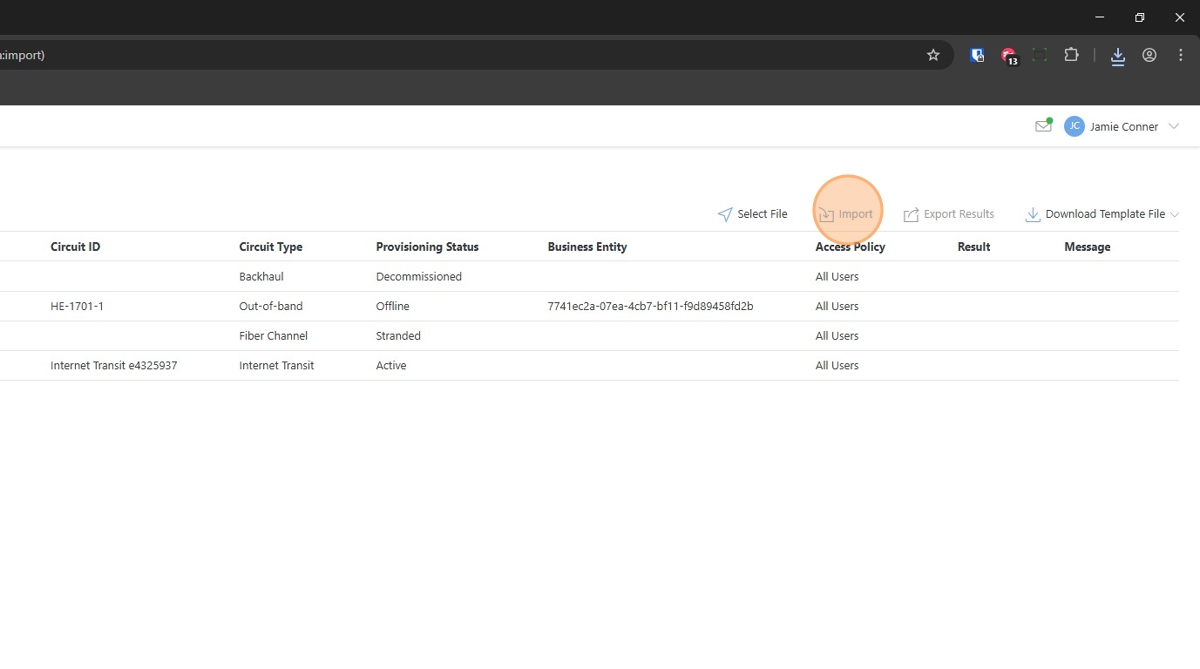 :import)
13
JC Jamie Conner
Select File Import Export Results Download Template File
Circuit ID Circuit Type Provisioning Status Business Entity Access Policy Result Message
Backhaul Decommissioned All Users
HE-1701-1 Out-of-band Offline 7741ec2a-07ea-4cb7-bf11-f9d89458fd2b All Users
Fiber Channel Stranded All Users
Internet Transit e4325937 Internet Transit Active All Users